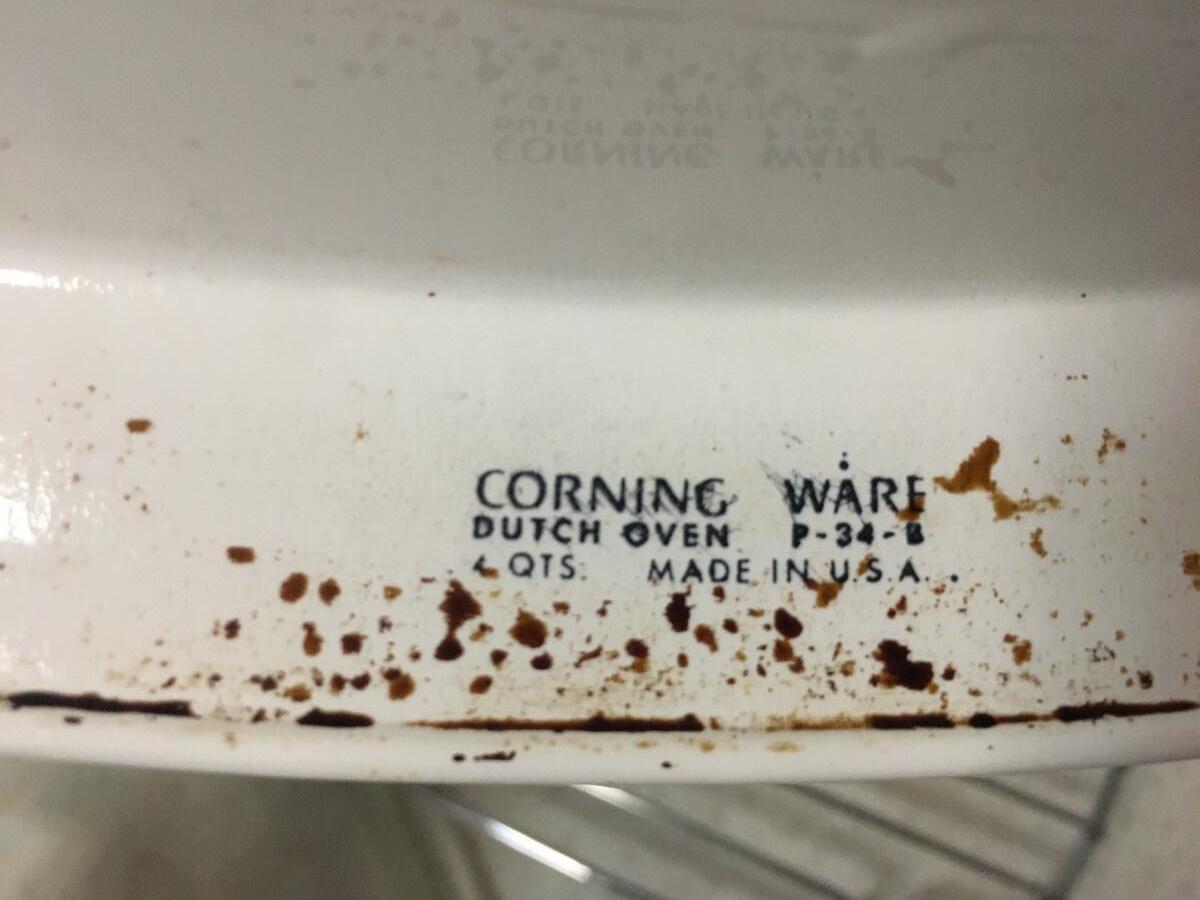 CORNING WARE
DUTCH OVEN P-34-B
4 QTS. MADE IN U.S.A.